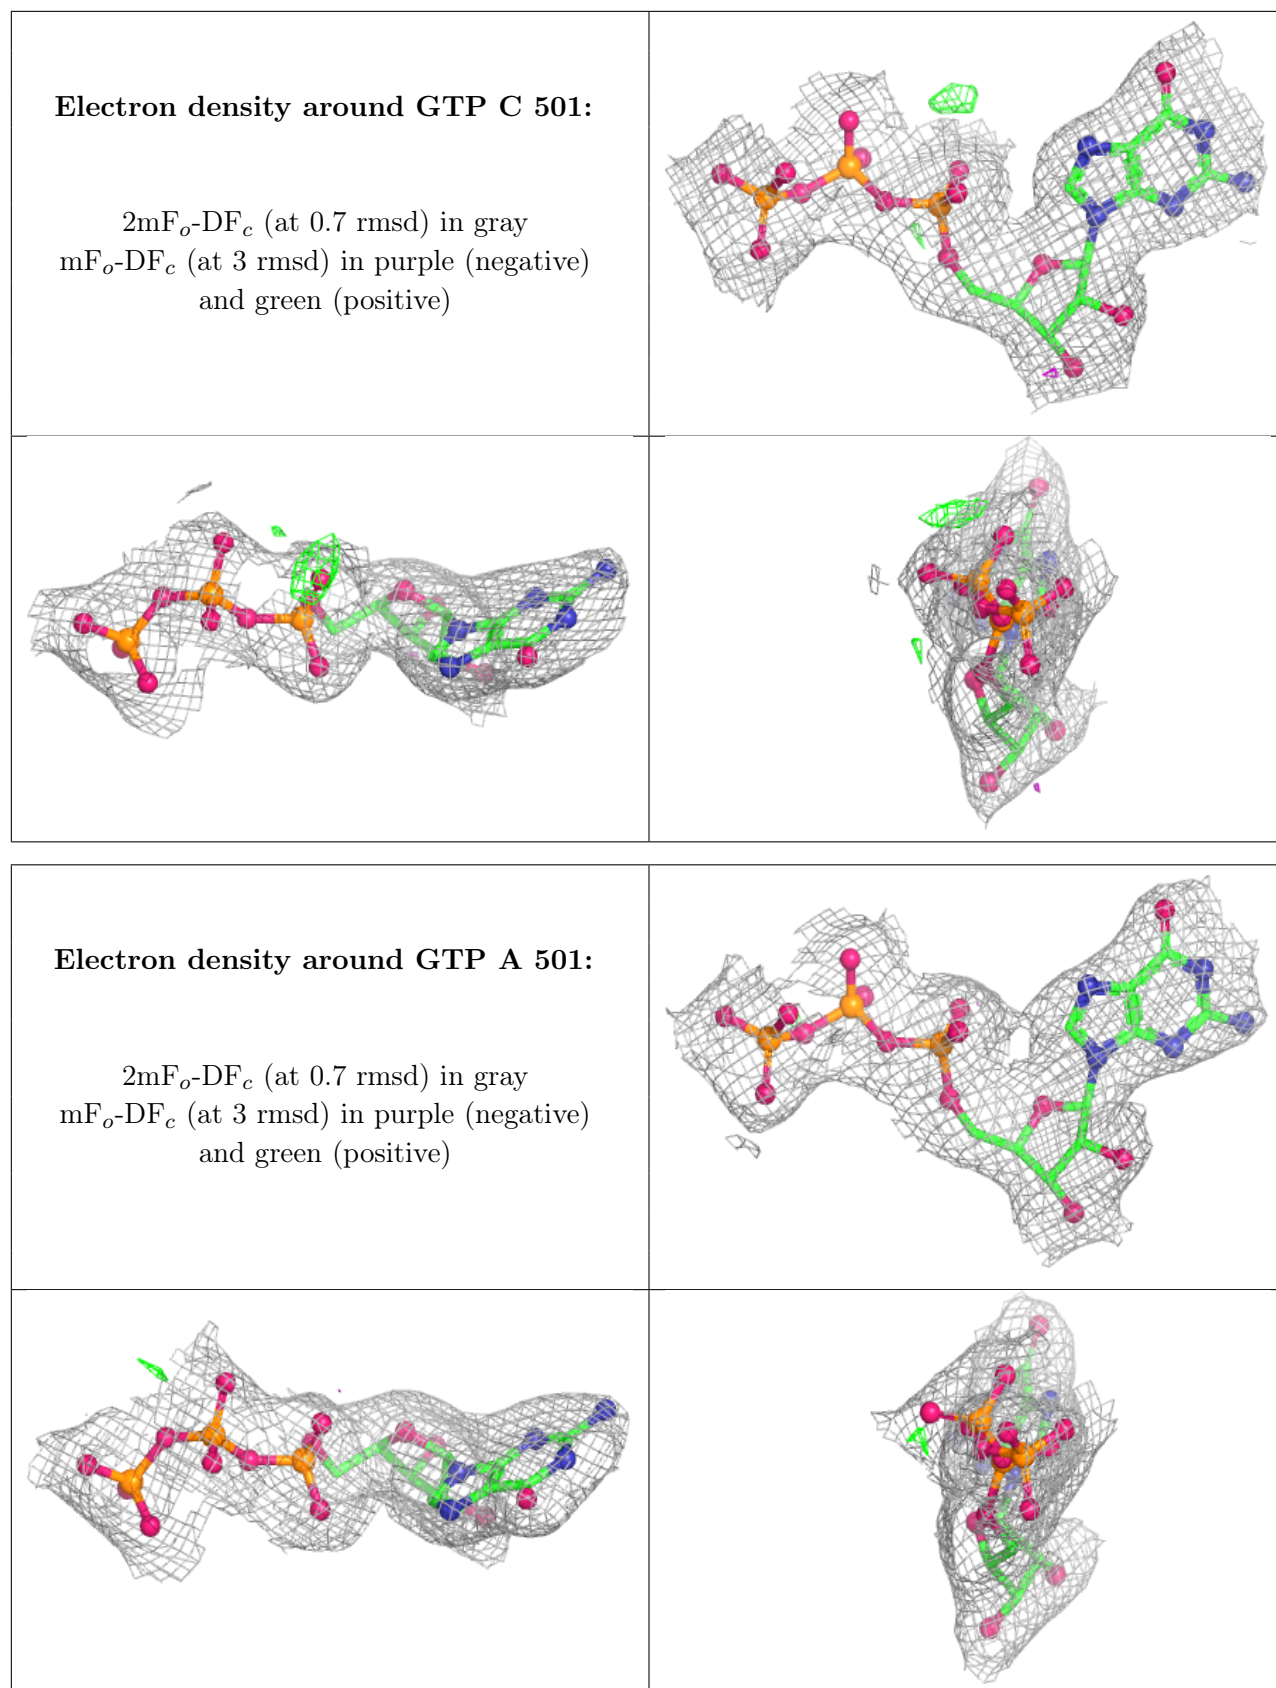 Electron density around GTP C 501:
2mFₒ-DF𝒸 (at 0.7 rmsd) in gray
mFₒ-DF𝒸 (at 3 rmsd) in purple (negative)
and green (positive)
Electron density around GTP A 501:
2mFₒ-DF𝒸 (at 0.7 rmsd) in gray
mFₒ-DF𝒸 (at 3 rmsd) in purple (negative)
and green (positive)